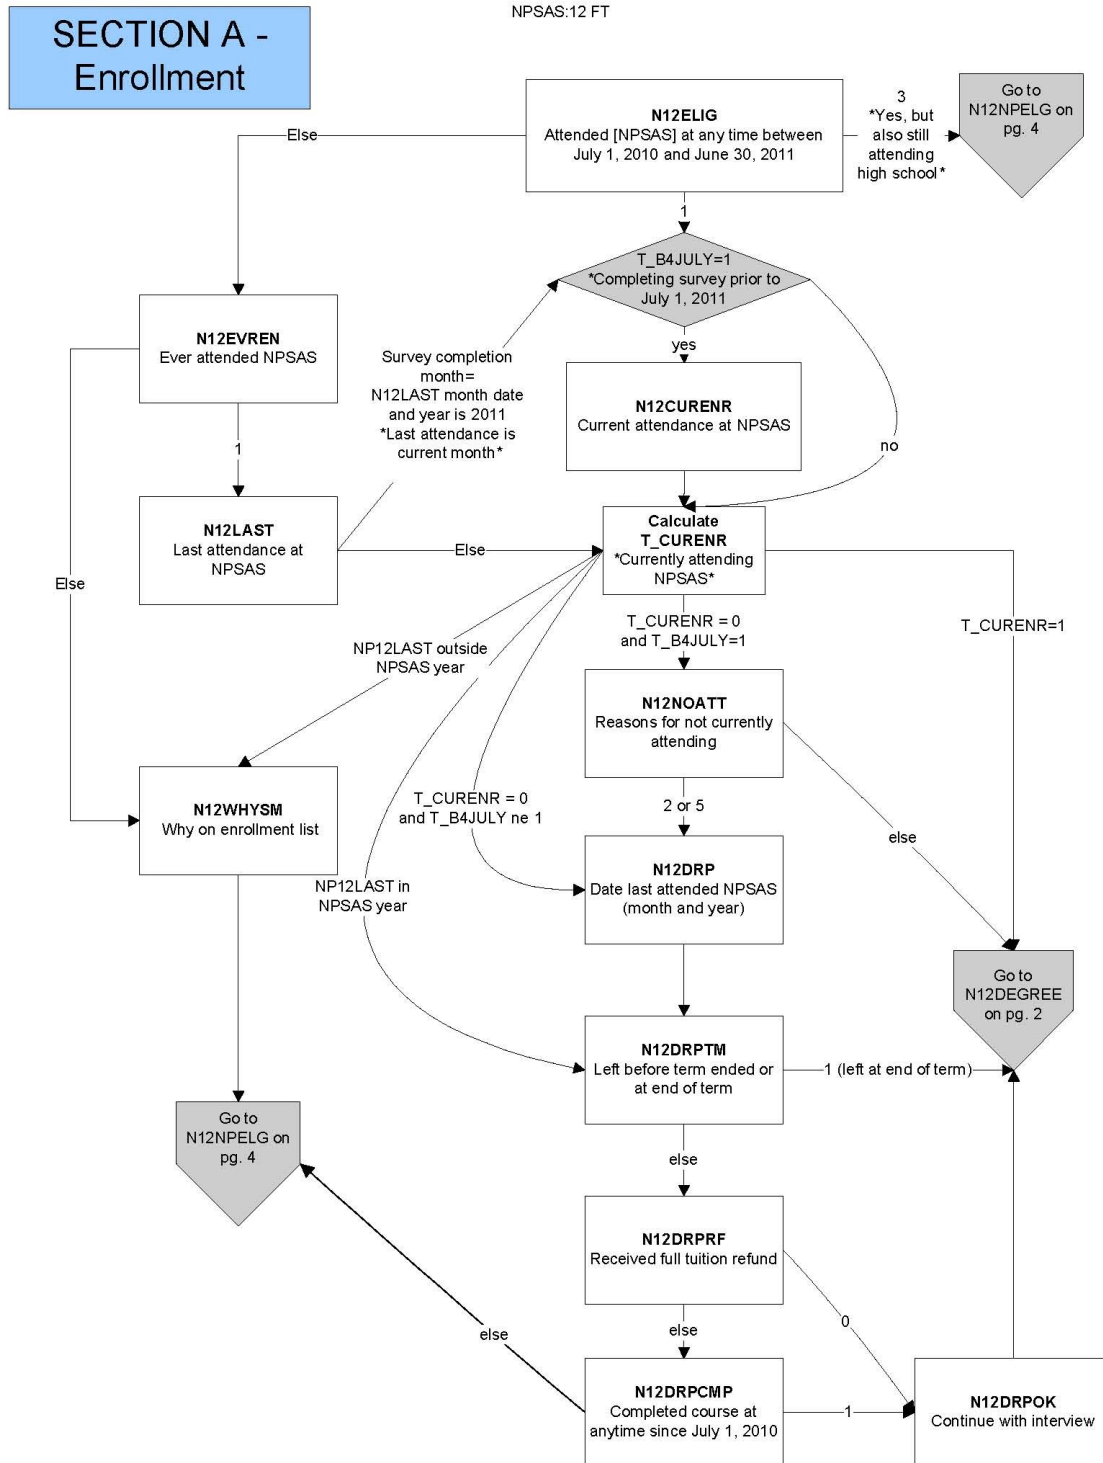 NPSAS:12 FT
SECTION A -
Enrollment
N12ELIG
Attended [NPSAS] at any time between
July 1, 2010 and June 30, 2011
3
*Yes, but
also still
attending
high school*
Go to
N12NPELG on
pg. 4
Else
1
T_B4JULY=1
*Completing survey prior to
July 1, 2011
yes
no
N12EVREN
Ever attended NPSAS
Survey completion
month=
N12LAST month date
and year is 2011
*Last attendance is
current month*
N12CURENR
Current attendance at NPSAS
1
N12LAST
Last attendance at
NPSAS
Else
Else
Calculate
T_CURENR
*Currently attending
NPSAS*
T_CURENR = 0
and T_B4JULY=1
T_CURENR=1
NP12LAST outside
NPSAS year
N12NOATT
Reasons for not currently
attending
N12WHYSM
Why on enrollment list
T_CURENR = 0
and T_B4JULY ne 1
2 or 5
else
NP12LAST in
NPSAS year
N12DRP
Date last attended NPSAS
(month and year)
Go to
N12DEGREE
on pg. 2
N12DRPTM
Left before term ended or
at end of term
1 (left at end of term)
Go to
N12NPELG on
pg. 4
else
N12DRPRF
Received full tuition refund
else
0
else
N12DRPCMP
Completed course at
anytime since July 1, 2010
1
N12DRPOK
Continue with interview